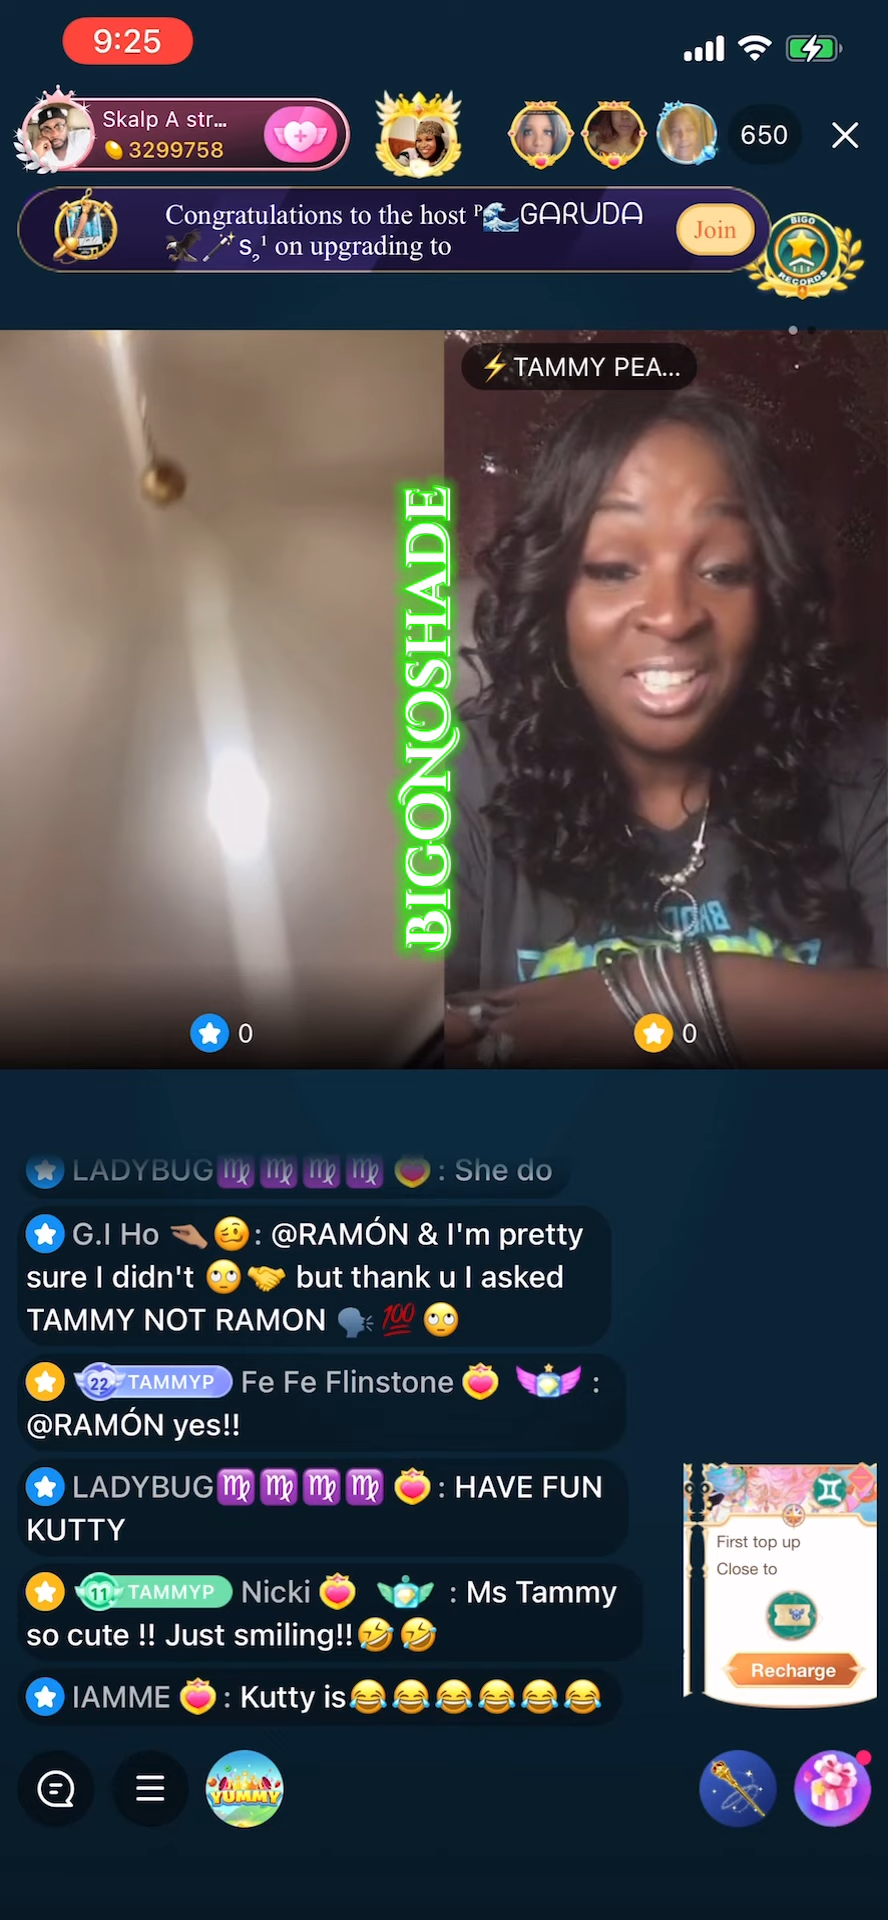 9:25
Skalp A str...
3299758
650
Congratulations to the host ᴾ🌊GARUDA
🦅🪄s,¹ on upgrading to
Join
BIGO
RECORDS
⚡TAMMY PEA...
BIGONOSHADE
0
0
LADYBUG♍♍♍♍ : She do
G.I Ho 🫴🏽🥴: @RAMÓN & I'm pretty
sure I didn't 🙄🤝 but thank u I asked
TAMMY NOT RAMON 🗣️💯🙄
22 TAMMYP Fe Fe Flinstone :
@RAMÓN yes!!
LADYBUG♍♍♍♍ : HAVE FUN
KUTTY
11 TAMMYP Nicki : Ms Tammy
so cute !! Just smiling!!🤣🤣
IAMME : Kutty is😂😂😂😂😂😂
First top up
Close to
Recharge
YUMMY